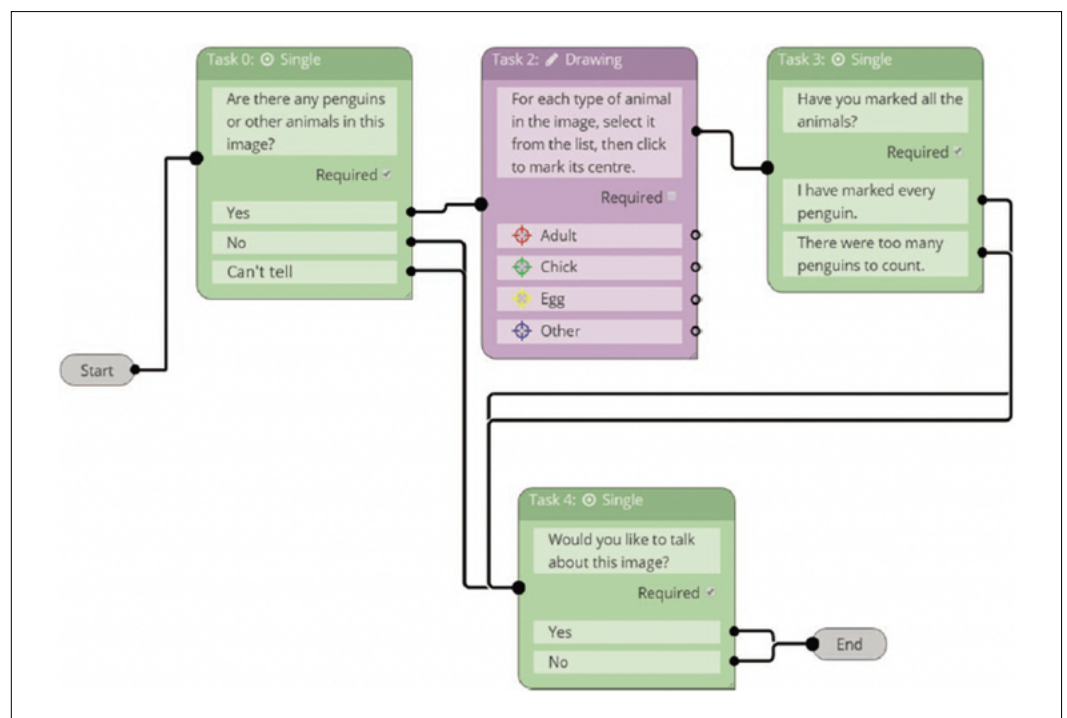 Task 0: Single
Are there any penguins
or other animals in this
image?
Required
Yes
No
Can't tell
Task 2: Drawing
For each type of animal
in the image, select it
from the list, then click
to mark its centre.
Required
Adult
Chick
Egg
Other
Task 3: Single
Have you marked all the
animals?
Required
I have marked every
penguin.
There were too many
penguins to count.
Start
Task 4: Single
Would you like to talk
about this image?
Required
Yes
No
End